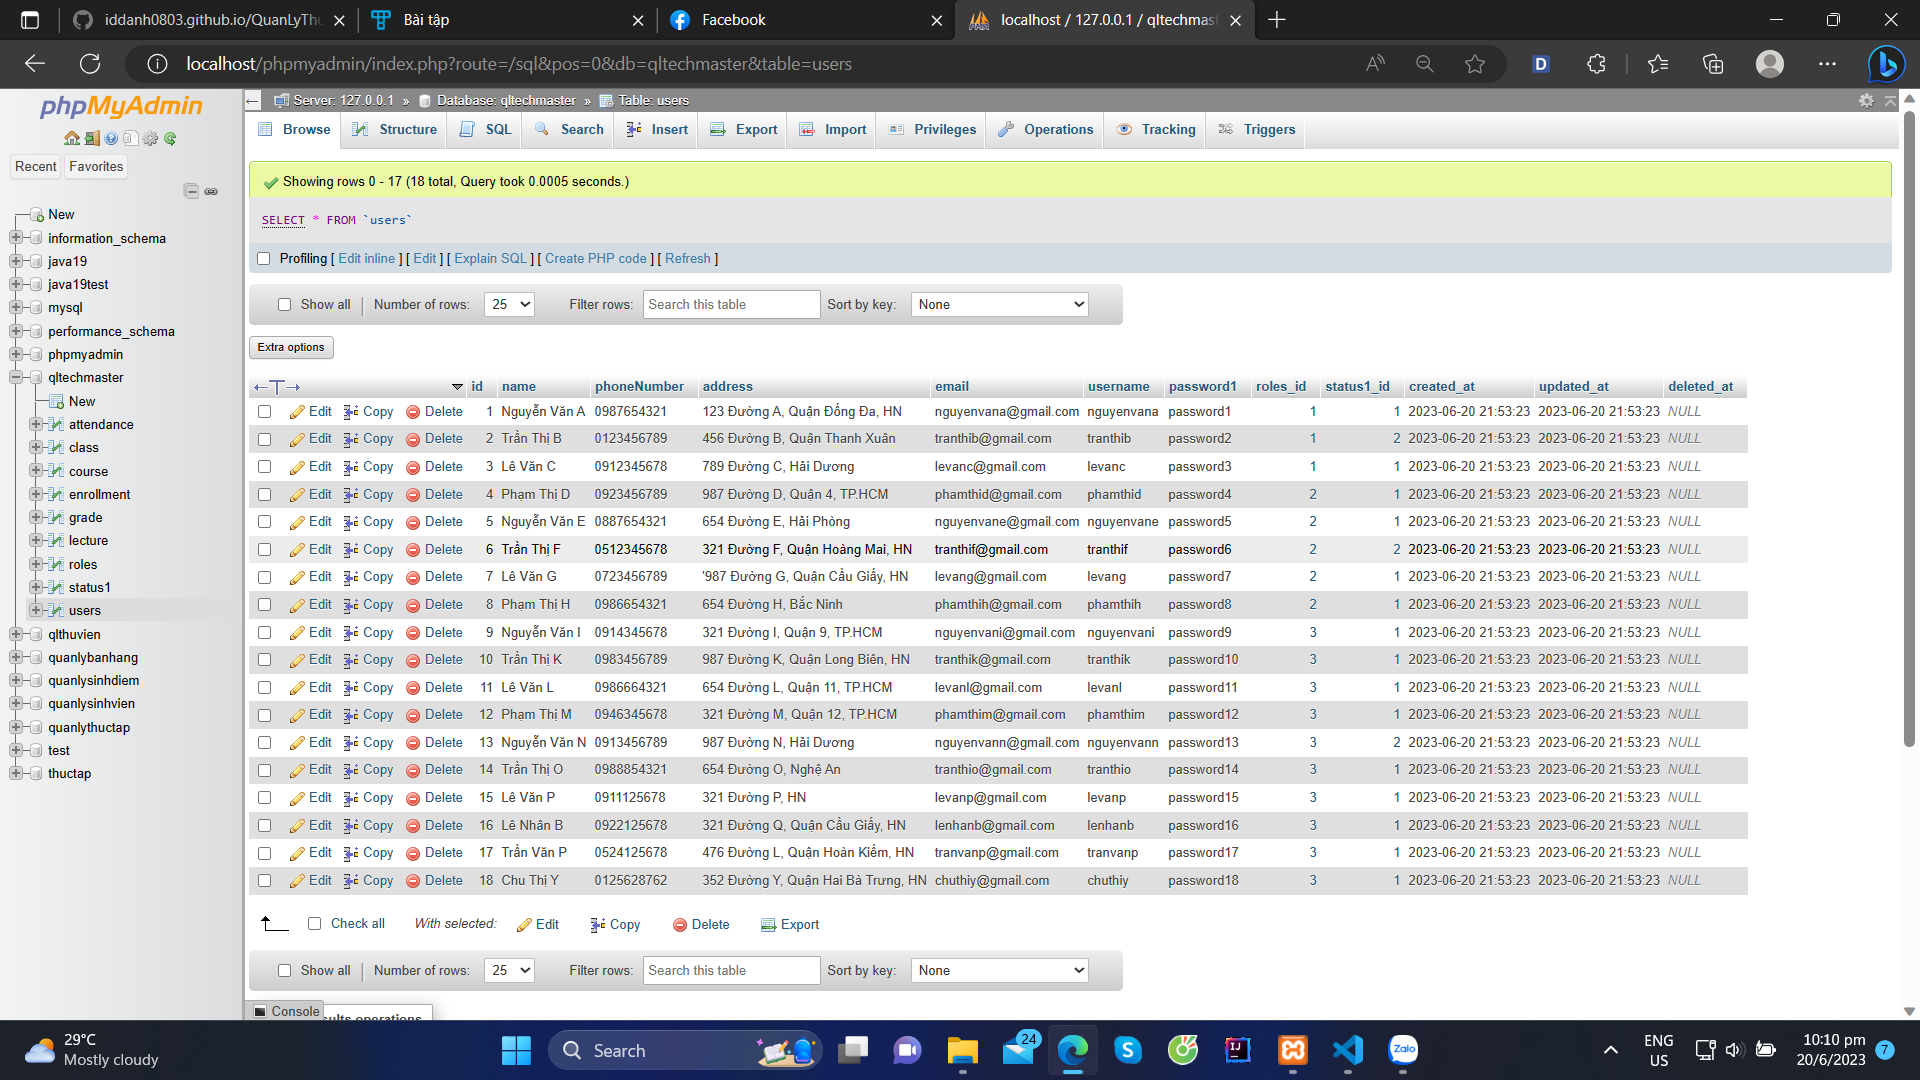 iddanh0803.github.io/QuanLyThu
Bài tập
Facebook
localhost / 127.0.0.1 / qltechmast
localhost/phpmyadmin/index.php?route=/sql&pos=0&db=qltechmaster&table=users
phpMyAdmin
Recent Favorites
New
information_schema
java19
java19test
mysql
performance_schema
phpmyadmin
qltechmaster
New
attendance
class
course
enrollment
grade
lecture
roles
status1
users
qlthuvien
quanlybanhang
quanlysinhdiem
quanlysinhvien
quanlythuctap
test
thuctap
Server: 127.0.0.1 » Database: qltechmaster » Table: users
Browse Structure SQL Search Insert Export Import Privileges Operations Tracking Triggers
Showing rows 0 - 17 (18 total, Query took 0.0005 seconds.)
SELECT * FROM `users`
Profiling [ Edit inline ] [ Edit ] [ Explain SQL ] [ Create PHP code ] [ Refresh ]
Show all Number of rows: 25 Filter rows: Search this table Sort by key: None
Extra options
id name phoneNumber address email username password1 roles_id status1_id created_at updated_at deleted_at
Edit Copy Delete 1 Nguyễn Văn A 0987654321 123 Đường A, Quận Đống Đa, HN nguyenvana@gmail.com nguyenvana password1 1 1 2023-06-20 21:53:23 2023-06-20 21:53:23 NULL
Edit Copy Delete 2 Trần Thị B 0123456789 456 Đường B, Quận Thanh Xuân tranthib@gmail.com tranthib password2 1 2 2023-06-20 21:53:23 2023-06-20 21:53:23 NULL
Edit Copy Delete 3 Lê Văn C 0912345678 789 Đường C, Hải Dương levanc@gmail.com levanc password3 1 1 2023-06-20 21:53:23 2023-06-20 21:53:23 NULL
Edit Copy Delete 4 Phạm Thị D 0923456789 987 Đường D, Quận 4, TP.HCM phamthid@gmail.com phamthid password4 2 1 2023-06-20 21:53:23 2023-06-20 21:53:23 NULL
Edit Copy Delete 5 Nguyễn Văn E 0887654321 654 Đường E, Hải Phòng nguyenvane@gmail.com nguyenvane password5 2 1 2023-06-20 21:53:23 2023-06-20 21:53:23 NULL
Edit Copy Delete 6 Trần Thị F 0512345678 321 Đường F, Quận Hoàng Mai, HN tranthif@gmail.com tranthif password6 2 2 2023-06-20 21:53:23 2023-06-20 21:53:23 NULL
Edit Copy Delete 7 Lê Văn G 0723456789 '987 Đường G, Quận Cầu Giấy, HN levang@gmail.com levang password7 2 1 2023-06-20 21:53:23 2023-06-20 21:53:23 NULL
Edit Copy Delete 8 Phạm Thị H 0986654321 654 Đường H, Bắc Ninh phamthih@gmail.com phamthih password8 2 1 2023-06-20 21:53:23 2023-06-20 21:53:23 NULL
Edit Copy Delete 9 Nguyễn Văn I 0914345678 321 Đường I, Quận 9, TP.HCM nguyenvani@gmail.com nguyenvani password9 3 1 2023-06-20 21:53:23 2023-06-20 21:53:23 NULL
Edit Copy Delete 10 Trần Thị K 0983456789 987 Đường K, Quận Long Biên, HN tranthik@gmail.com tranthik password10 3 1 2023-06-20 21:53:23 2023-06-20 21:53:23 NULL
Edit Copy Delete 11 Lê Văn L 0986664321 654 Đường L, Quận 11, TP.HCM levanl@gmail.com levanl password11 3 1 2023-06-20 21:53:23 2023-06-20 21:53:23 NULL
Edit Copy Delete 12 Phạm Thị M 0946345678 321 Đường M, Quận 12, TP.HCM phamthim@gmail.com phamthim password12 3 1 2023-06-20 21:53:23 2023-06-20 21:53:23 NULL
Edit Copy Delete 13 Nguyễn Văn N 0913456789 987 Đường N, Hải Dương nguyenvann@gmail.com nguyenvann password13 3 2 2023-06-20 21:53:23 2023-06-20 21:53:23 NULL
Edit Copy Delete 14 Trần Thị O 0988854321 654 Đường O, Nghệ An tranthio@gmail.com tranthio password14 3 1 2023-06-20 21:53:23 2023-06-20 21:53:23 NULL
Edit Copy Delete 15 Lê Văn P 0911125678 321 Đường P, HN levanp@gmail.com levanp password15 3 1 2023-06-20 21:53:23 2023-06-20 21:53:23 NULL
Edit Copy Delete 16 Lê Nhân B 0922125678 321 Đường Q, Quận Cầu Giấy, HN lenhanb@gmail.com lenhanb password16 3 1 2023-06-20 21:53:23 2023-06-20 21:53:23 NULL
Edit Copy Delete 17 Trần Văn P 0524125678 476 Đường L, Quận Hoàn Kiếm, HN tranvanp@gmail.com tranvanp password17 3 1 2023-06-20 21:53:23 2023-06-20 21:53:23 NULL
Edit Copy Delete 18 Chu Thị Y 0125628762 352 Đường Y, Quận Hai Bà Trưng, HN chuthiy@gmail.com chuthiy password18 3 1 2023-06-20 21:53:23 2023-06-20 21:53:23 NULL
Check all With selected: Edit Copy Delete Export
Show all Number of rows: 25 Filter rows: Search this table Sort by key: None
Console
29°C
Mostly cloudy
Search
24
Zalo
ENG
US
10:10 pm
20/6/2023
7